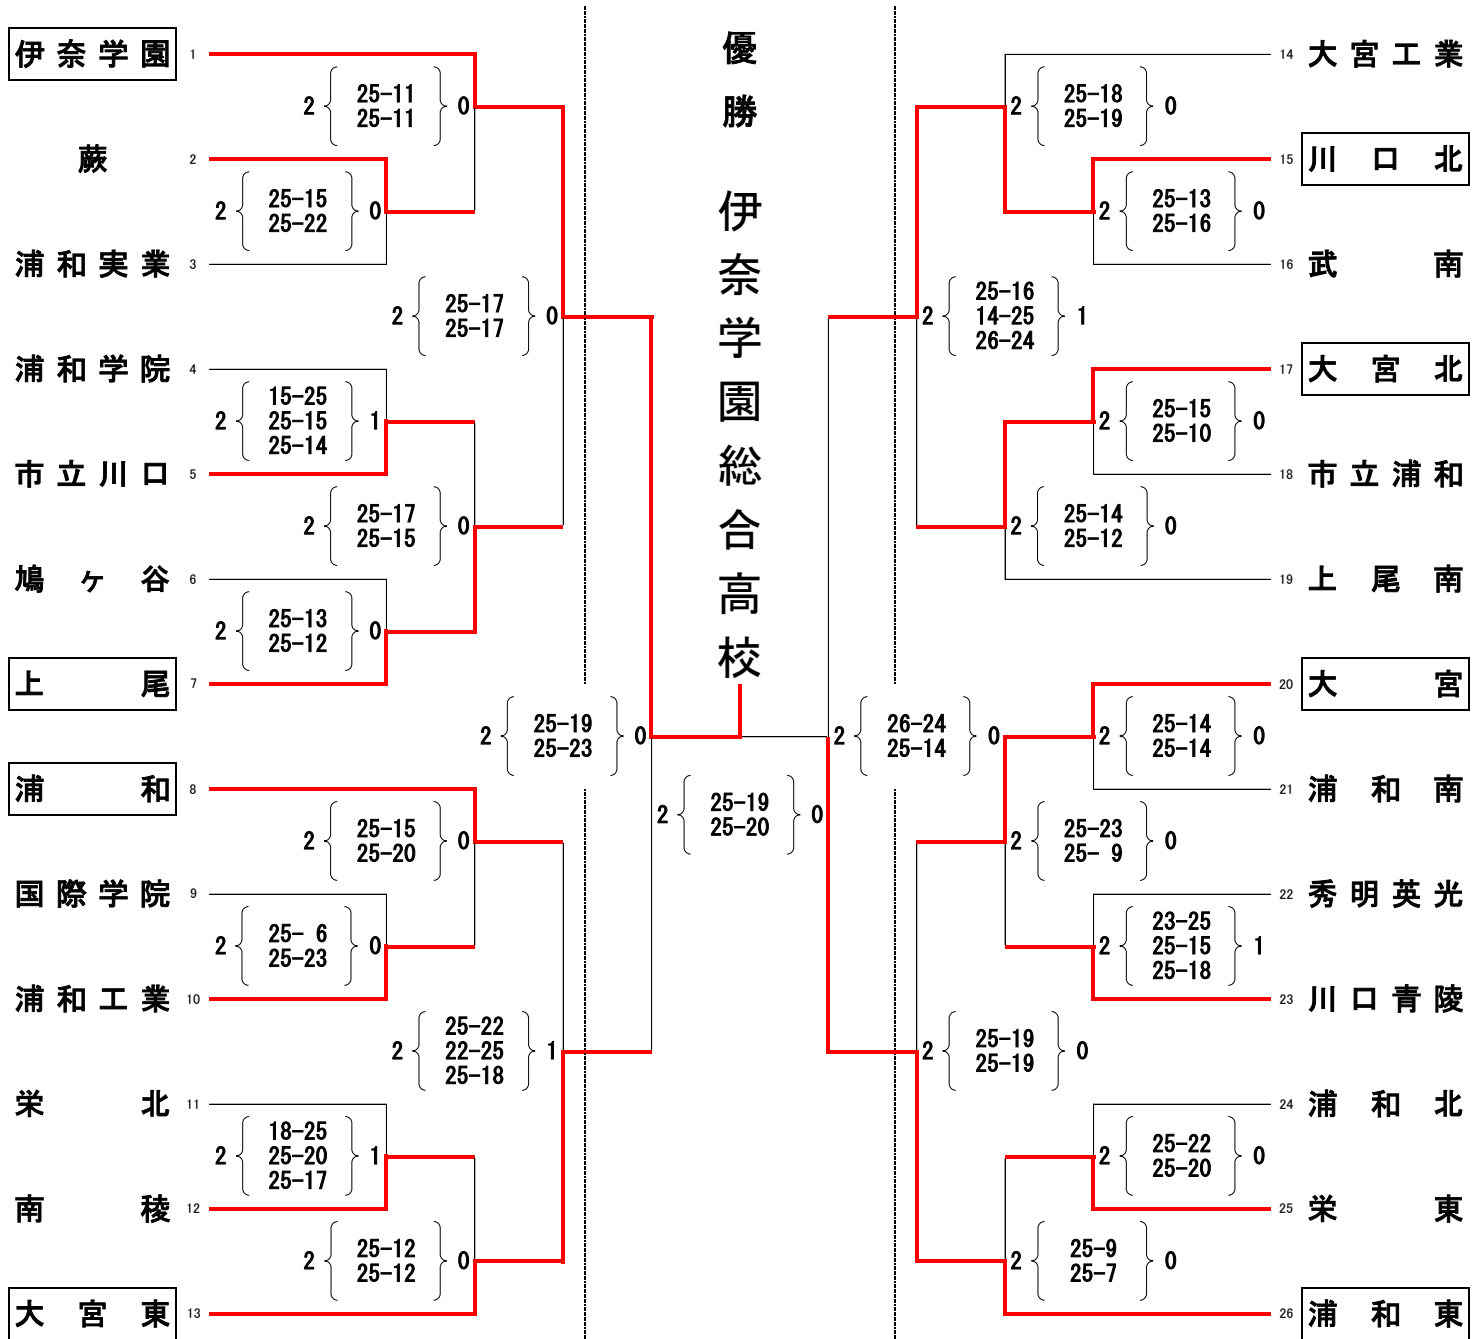 優勝 伊奈学園総合高校
伊奈学園 1
2 25-11 0
25-11
蕨 2
2 25-15 0
25-22
浦和実業 3
2 25-17 0
25-17
浦和学院 4
15-25
2 25-15 1
25-14
市立川口 5
2 25-17 0
25-15
鳩ヶ谷 6
2 25-13 0
25-12
上尾 7
2 25-19 0
25-23
浦和 8
2 25-15 0
25-20
国際学院 9
2 25- 6 0
25-23
浦和工業 10
25-22
2 22-25 1
25-18
栄北 11
18-25
2 25-20 1
25-17
南稜 12
2 25-12 0
25-12
大宮東 13
2 25-19 0
25-20
14 大宮工業
2 25-18 0
25-19
15 川口北
2 25-13 0
25-16
16 武南
25-16
2 14-25 1
26-24
17 大宮北
2 25-15 0
25-10
18 市立浦和
2 25-14 0
25-12
19 上尾南
20 大宮
2 26-24 0
25-14
2 25-14 0
25-14
21 浦和南
2 25-23 0
25- 9
22 秀明英光
23-25
2 25-15 1
25-18
23 川口青陵
2 25-19 0
25-19
24 浦和北
2 25-22 0
25-20
25 栄東
2 25-9 0
25-7
26 浦和東